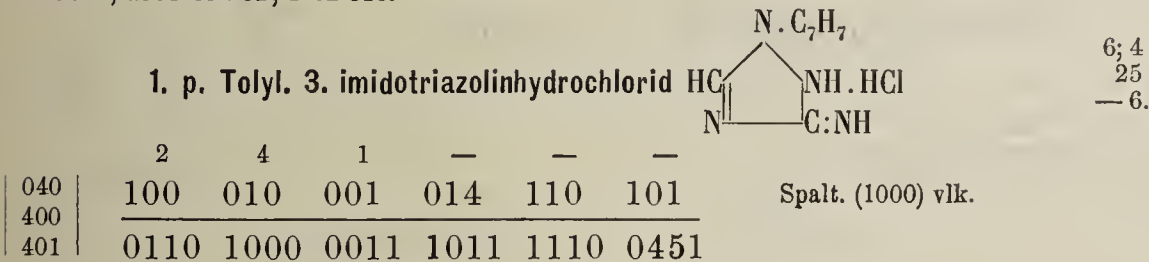 N.C₇H₇
1. p. Tolyl. 3. imidotriazolinhydrochlorid HC NH.HCl
N C:NH
6; 4
25
— 6.
2 4 1 — — —
040 100 010 001 014 110 101 Spalt. (1000) vlk.
400
401 0110 1000 0011 1011 1110 0451